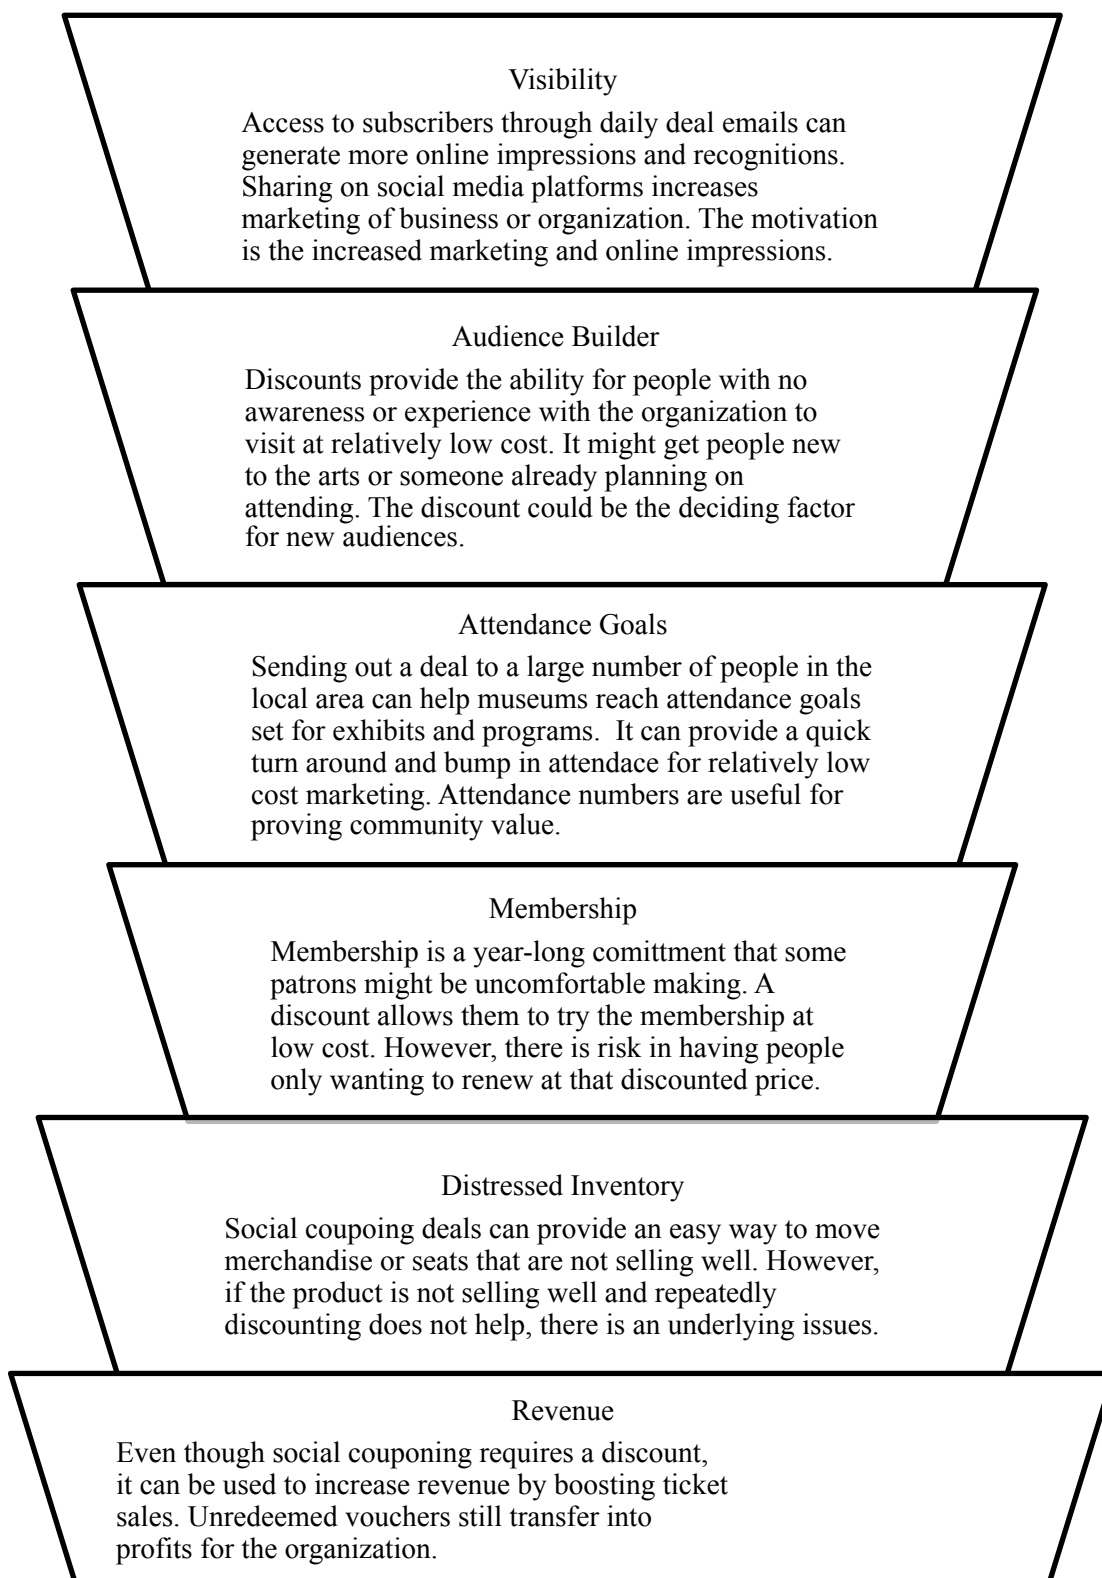 Visibility
Access to subscribers through daily deal emails can
generate more online impressions and recognitions.
Sharing on social media platforms increases
marketing of business or organization. The motivation
is the increased marketing and online impressions.
Audience Builder
Discounts provide the ability for people with no
awareness or experience with the organization to
visit at relatively low cost. It might get people new
to the arts or someone already planning on
attending. The discount could be the deciding factor
for new audiences.
Attendance Goals
Sending out a deal to a large number of people in the
local area can help museums reach attendance goals
set for exhibits and programs.  It can provide a quick
turn around and bump in attendace for relatively low
cost marketing. Attendance numbers are useful for
proving community value.
Membership
Membership is a year-long comittment that some
patrons might be uncomfortable making. A
discount allows them to try the membership at
low cost. However, there is risk in having people
only wanting to renew at that discounted price.
Distressed Inventory
Social coupoing deals can provide an easy way to move
merchandise or seats that are not selling well. However,
if the product is not selling well and repeatedly
discounting does not help, there is an underlying issues.
Revenue
Even though social couponing requires a discount,
it can be used to increase revenue by boosting ticket
sales. Unredeemed vouchers still transfer into
profits for the organization.